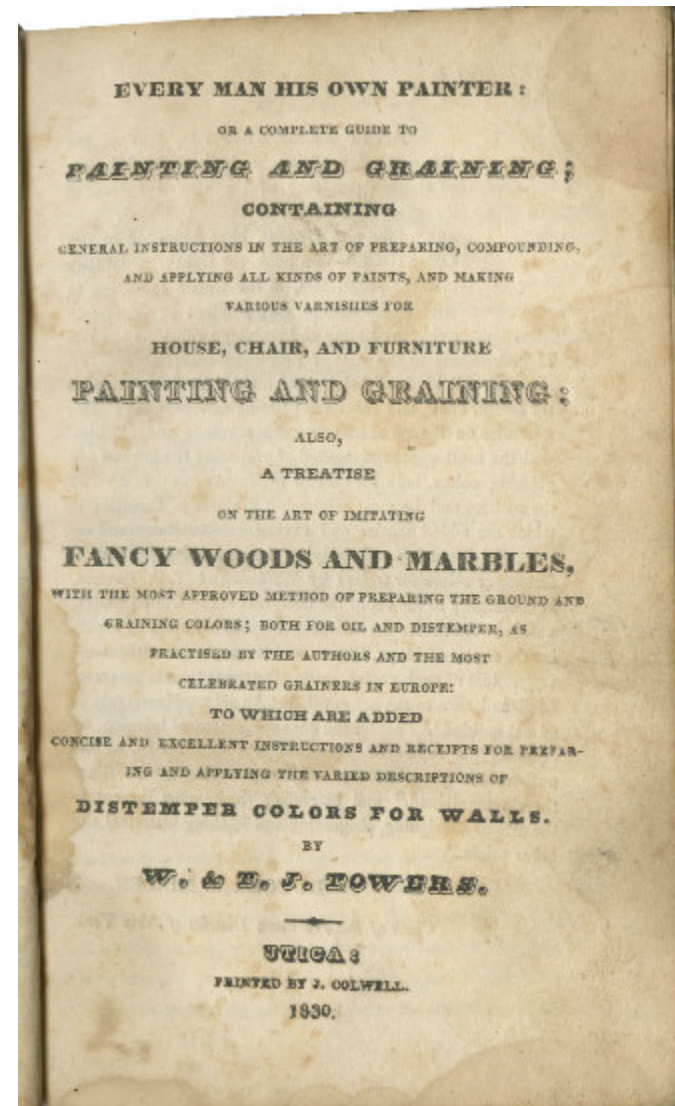 EVERY MAN HIS OWN PAINTER:
OR A COMPLETE GUIDE TO
PAINTING AND GRAINING;
CONTAINING
GENERAL INSTRUCTIONS IN THE ART OF PREPARING, COMPOUNDING,
AND APPLYING ALL KINDS OF PAINTS, AND MAKING
VARIOUS VARNISHES FOR
HOUSE, CHAIR, AND FURNITURE
PAINTING AND GRAINING:
ALSO,
A TREATISE
ON THE ART OF IMITATING
FANCY WOODS AND MARBLES,
WITH THE MOST APPROVED METHOD OF PREPARING THE GROUND AND
GRAINING COLORS; BOTH FOR OIL AND DISTEMPER, AS
PRACTISED BY THE AUTHORS AND THE MOST
CELEBRATED GRAINERS IN EUROPE:
TO WHICH ARE ADDED
CONCISE AND EXCELLENT INSTRUCTIONS AND RECEIPTS FOR PREPAR-
ING AND APPLYING THE VARIED DESCRIPTIONS OF
DISTEMPER COLORS FOR WALLS.
BY
W. & T. J. TOWERS.
UTICA:
PRINTED BY J. COLWELL.
1830.